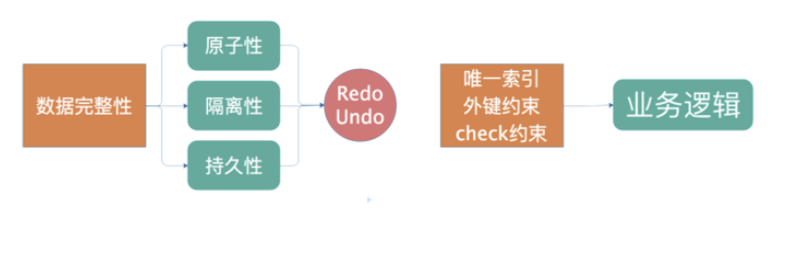 数据完整性
原子性
隔离性
持久性
Redo
Undo
唯一索引
外键约束
check约束
业务逻辑